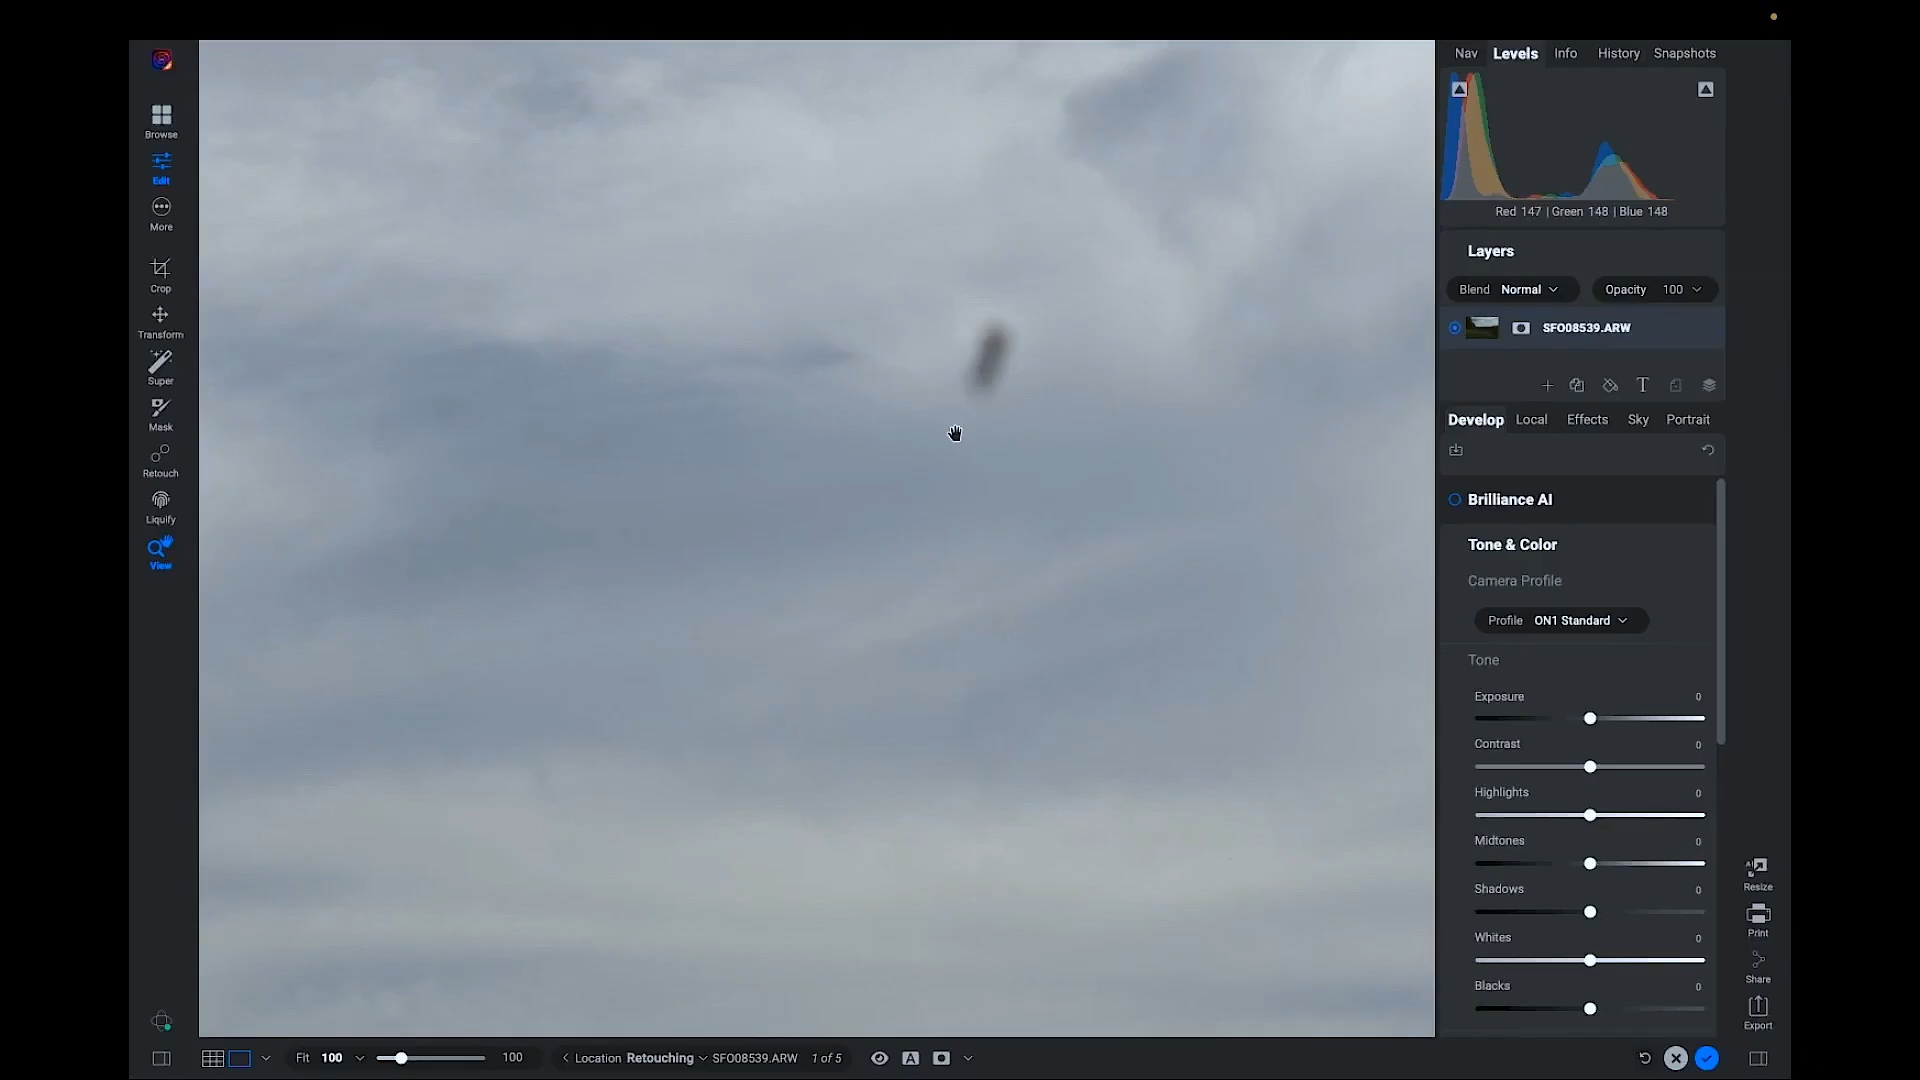 Nav Levels Info History Snapshots
Browse
Edit
More
Crop
Transform
Super
Mask
Retouch
Liquify
View
Red 147 | Green 148 | Blue 148
Layers
Blend Normal Opacity 100
SFO08539.ARW
T
Develop Local Effects Sky Portrait
Brilliance AI
Tone & Color
Camera Profile
Profile ON1 Standard
Tone
Exposure 0
Contrast 0
Highlights 0
Midtones 0
Shadows 0
Whites 0
Blacks 0
AI
Resize
Print
Share
Export
Fit 100 100 Location Retouching SFO08539.ARW 1 of 5 A